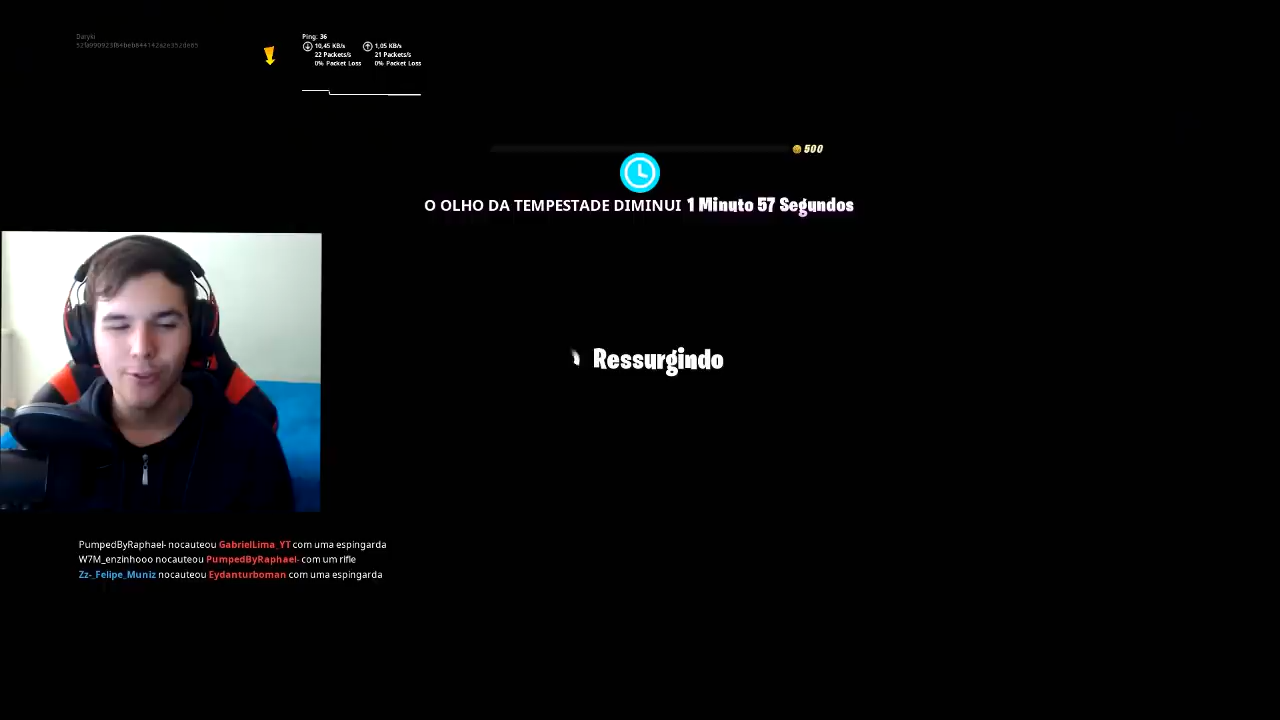 Daryki
Ping: 36
10,45 KB/s 1,05 KB/s
22 Packets/s 21 Packets/s
0% Packet Loss 0% Packet Loss
500
O OLHO DA TEMPESTADE DIMINUI 1 Minuto 57 Segundos
Ressurgindo
PumpedByRaphael- nocauteou GabrielLima_YT com uma espingarda
W7M_enzinhooo nocauteou PumpedByRaphael- com um rifle
Zz-_Felipe_Muniz nocauteou Eydanturboman com uma espingarda